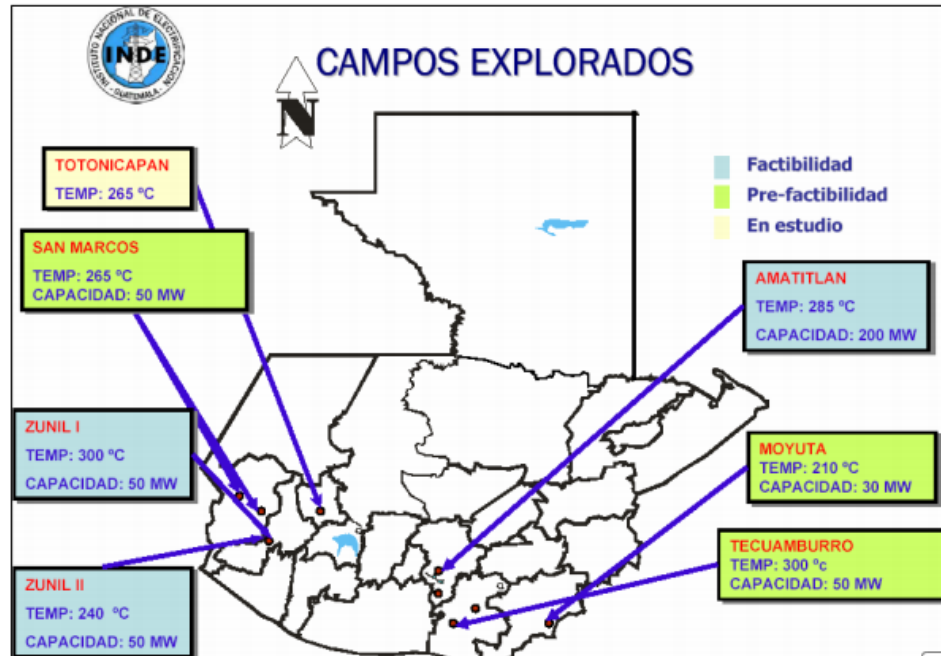 INSTITUTO NACIONAL DE ELECTRIFICACION
INDE
- GUATEMALA -
CAMPOS EXPLORADOS
N
TOTONICAPAN
TEMP: 265 ºC
SAN MARCOS
TEMP: 265 ºC
CAPACIDAD: 50 MW
ZUNIL I
TEMP: 300 ºC
CAPACIDAD: 50 MW
ZUNIL II
TEMP: 240 ºC
CAPACIDAD: 50 MW
Factibilidad
Pre-factibilidad
En estudio
AMATITLAN
TEMP: 285 ºC
CAPACIDAD: 200 MW
MOYUTA
TEMP: 210 ºC
CAPACIDAD: 30 MW
TECUAMBURRO
TEMP: 300 ºc
CAPACIDAD: 50 MW